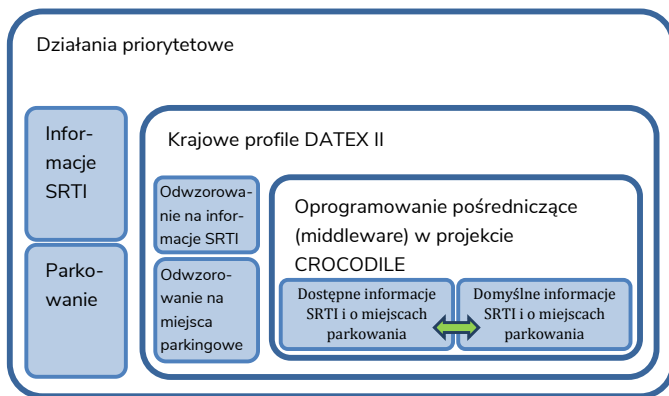 Działania priorytetowe
Infor-
macje
SRTI
Parko-
wanie
Krajowe profile DATEX II
Odwzorowa-
nie na infor-
macje SRTI
Odwzoro-
wanie na
miejsca
parkingowe
Oprogramowanie pośredniczące
(middleware) w projekcie
CROCODILE
Dostępne informacje
SRTI i o miejscach
parkowania
Domyślne informacje
SRTI i o miejscach
parkowania